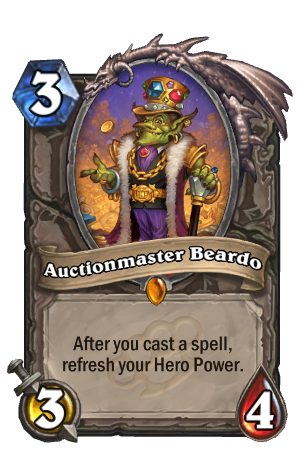 3
Auctionmaster Beardo
After you cast a spell,
refresh your Hero Power.
3
4